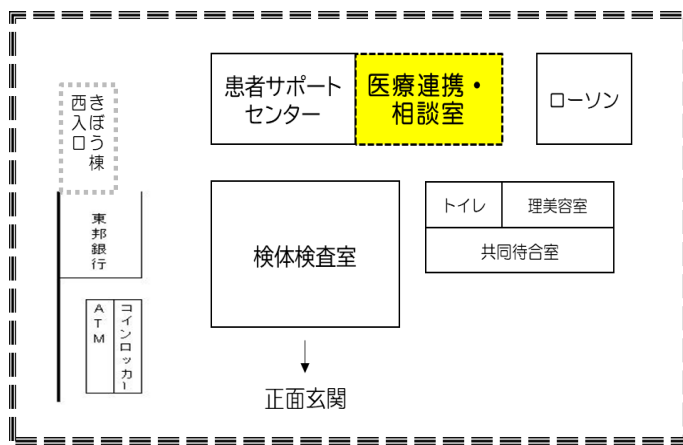 患者サポート
センター
医療連携・
相談室
ローソン
きぼう棟
西入口
東邦銀行
ATM
コインロッカー
検体検査室
トイレ
理美容室
共同待合室
正面玄関